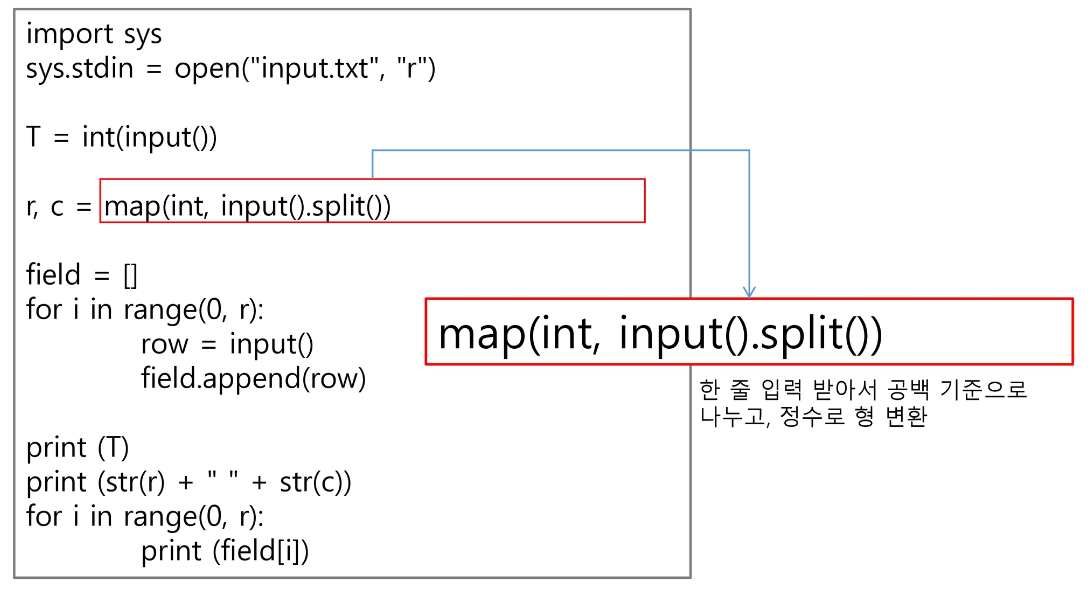 import sys
sys.stdin = open("input.txt", "r")
T = int(input())
r, c = map(int, input().split())
field = []
for i in range(0, r):
row = input()
field.append(row)
print (T)
print (str(r) + " " + str(c))
for i in range(0, r):
print (field[i])
map(int, input().split())
한 줄 입력 받아서 공백 기준으로
나누고, 정수로 형 변환